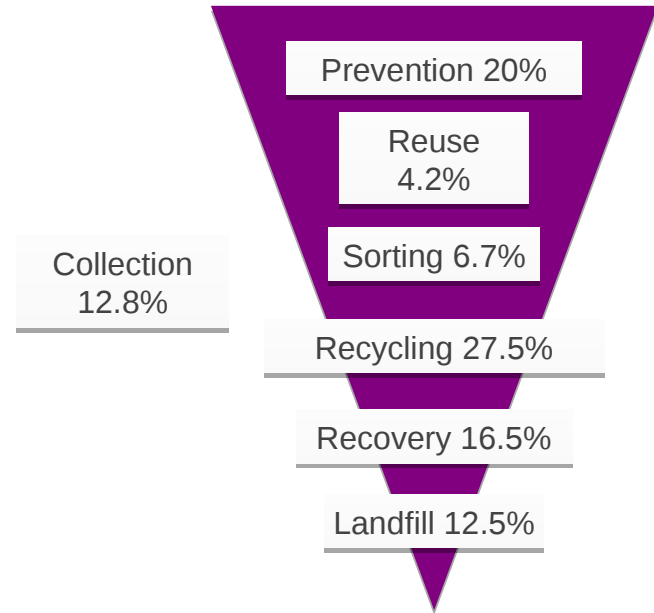 Prevention 20%
Reuse
4.2%
Sorting 6.7%
Collection
12.8%
Recycling 27.5%
Recovery 16.5%
Landfill 12.5%